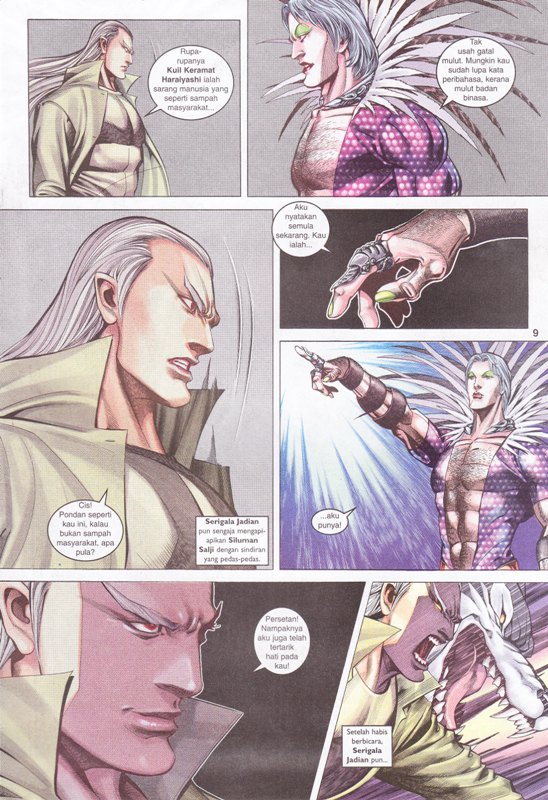 Rupa-
rupanya
Kuil Keramat
Haraiyashi ialah
sarang manusia yang
seperti sampah
masyarakat...
Tak
usah gatal
mulut. Mungkin kau
sudah lupa kata
peribahasa, kerana
mulut badan
binasa.
Aku
nyatakan
semula
sekarang. Kau
ialah...
9
Cis!
Pondan seperti
kau ini, kalau
bukan sampah
masyarakat, apa
pula?
Serigala Jadian
pun sengaja mengapi-
apikan Siluman
Salji dengan sindiran
yang pedas-pedas.
...aku
punya!
Persetan!
Nampaknya
aku juga telah
tertarik
hati pada
kau!
Setelah habis
berbicara,
Serigala
Jadian pun...